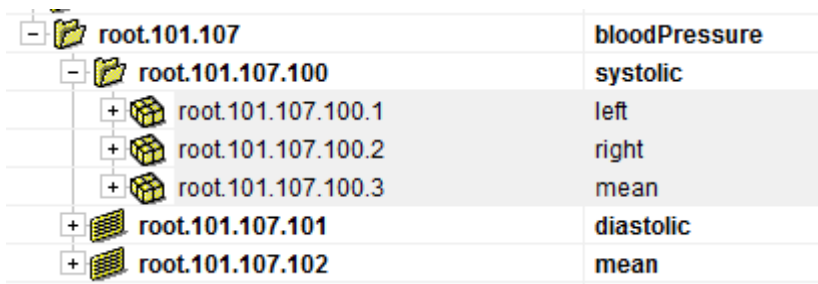 root.101.107 bloodPressure
root.101.107.100 systolic
root.101.107.100.1 left
root.101.107.100.2 right
root.101.107.100.3 mean
root.101.107.101 diastolic
root.101.107.102 mean